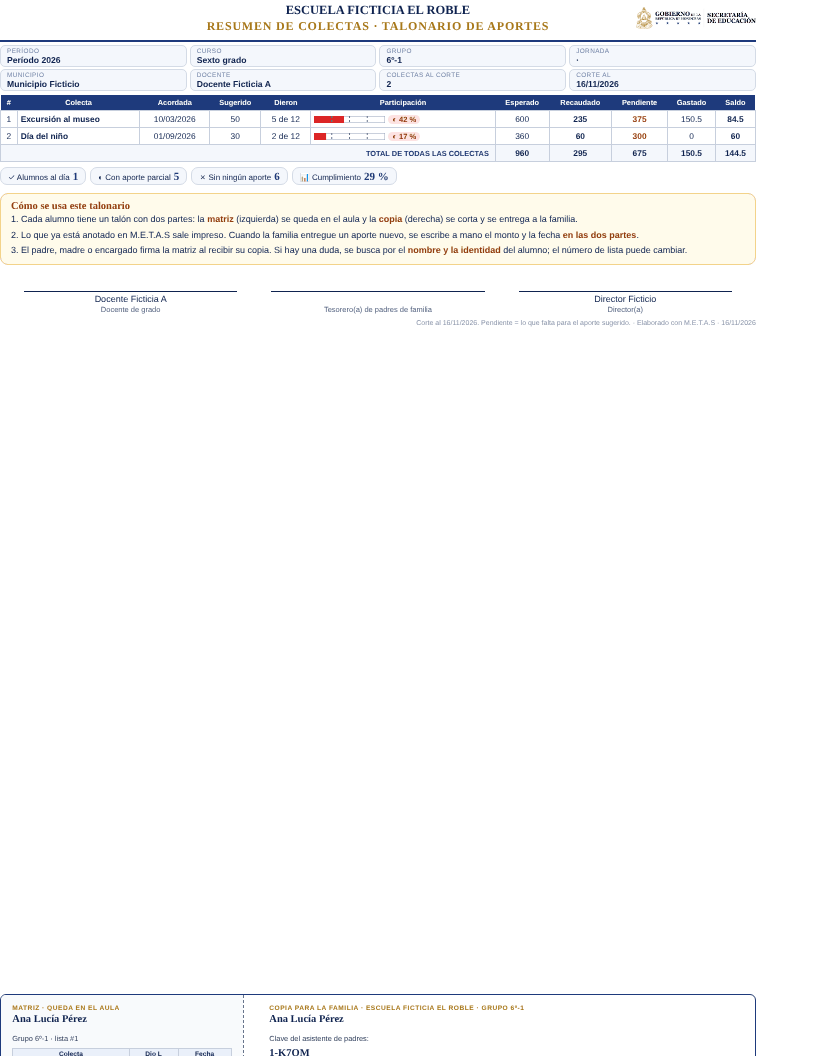 ESCUELA FICTICIA EL ROBLE
RESUMEN DE COLECTAS · TALONARIO DE APORTES
GOBIERNO DE LA
REPÚBLICA DE HONDURAS
SECRETARÍA
DE EDUCACIÓN
PERÍODO
Período 2026
CURSO
Sexto grado
GRUPO
6º-1
JORNADA
·
MUNICIPIO
Municipio Ficticio
DOCENTE
Docente Ficticia A
COLECTAS AL CORTE
2
CORTE AL
16/11/2026
# Colecta Acordada Sugerido Dieron Participación Esperado Recaudado Pendiente Gastado Saldo
1 Excursión al museo 10/03/2026 50 5 de 12 42 % 600 235 375 150.5 84.5
2 Día del niño 01/09/2026 30 2 de 12 17 % 360 60 300 0 60
TOTAL DE TODAS LAS COLECTAS 960 295 675 150.5 144.5
✓ Alumnos al día 1
Con aporte parcial 5
× Sin ningún aporte 6
📊 Cumplimiento 29 %
Cómo se usa este talonario
1. Cada alumno tiene un talón con dos partes: la matriz (izquierda) se queda en el aula y la copia (derecha) se corta y se entrega a la familia.
2. Lo que ya está anotado en M.E.T.A.S sale impreso. Cuando la familia entregue un aporte nuevo, se escribe a mano el monto y la fecha en las dos partes.
3. El padre, madre o encargado firma la matriz al recibir su copia. Si hay una duda, se busca por el nombre y la identidad del alumno; el número de lista puede cambiar.
Docente Ficticia A
Docente de grado
Tesorero(a) de padres de familia
Director Ficticio
Director(a)
Corte al 16/11/2026. Pendiente = lo que falta para el aporte sugerido. · Elaborado con M.E.T.A.S · 16/11/2026
MATRIZ · QUEDA EN EL AULA
Ana Lucía Pérez
Grupo 6º-1 · lista #1
Colecta Dio L Fecha
COPIA PARA LA FAMILIA · ESCUELA FICTICIA EL ROBLE · GRUPO 6º-1
Ana Lucía Pérez
Clave del asistente de padres:
1-K7QM